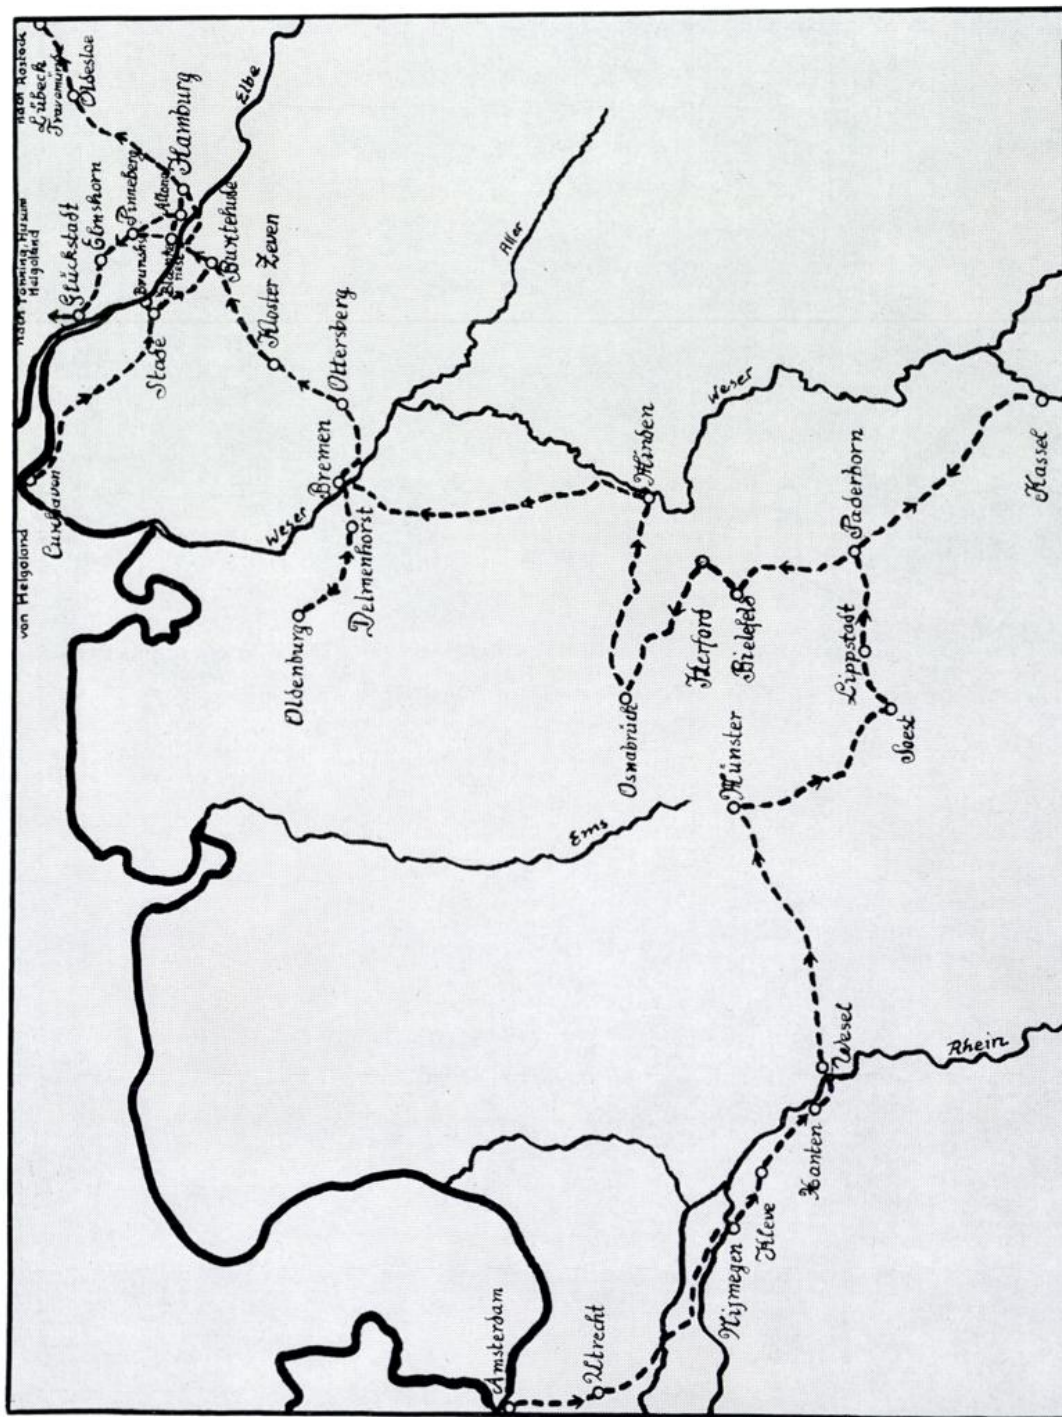 nach Rostock
Lübeck
Travemünde
Oldesloe
nach Tönning, Husum
Helgoland
Glückstadt
Elmshorn
Pinneberg
Altona
Hamburg
Elbe
Brunshausen
Stade
Buxtehude
Kloster Zeven
Ottersberg
Aller
von Helgoland
Cuxhaven
Weser
Bremen
Delmenhorst
Oldenburg
Minden
Weser
Osnabrück
Herford
Bielefeld
Paderborn
Lippstadt
Soest
Kassel
Münster
Ems
Wesel
Rhein
Xanten
Kleve
Nijmegen
Utrecht
Amsterdam